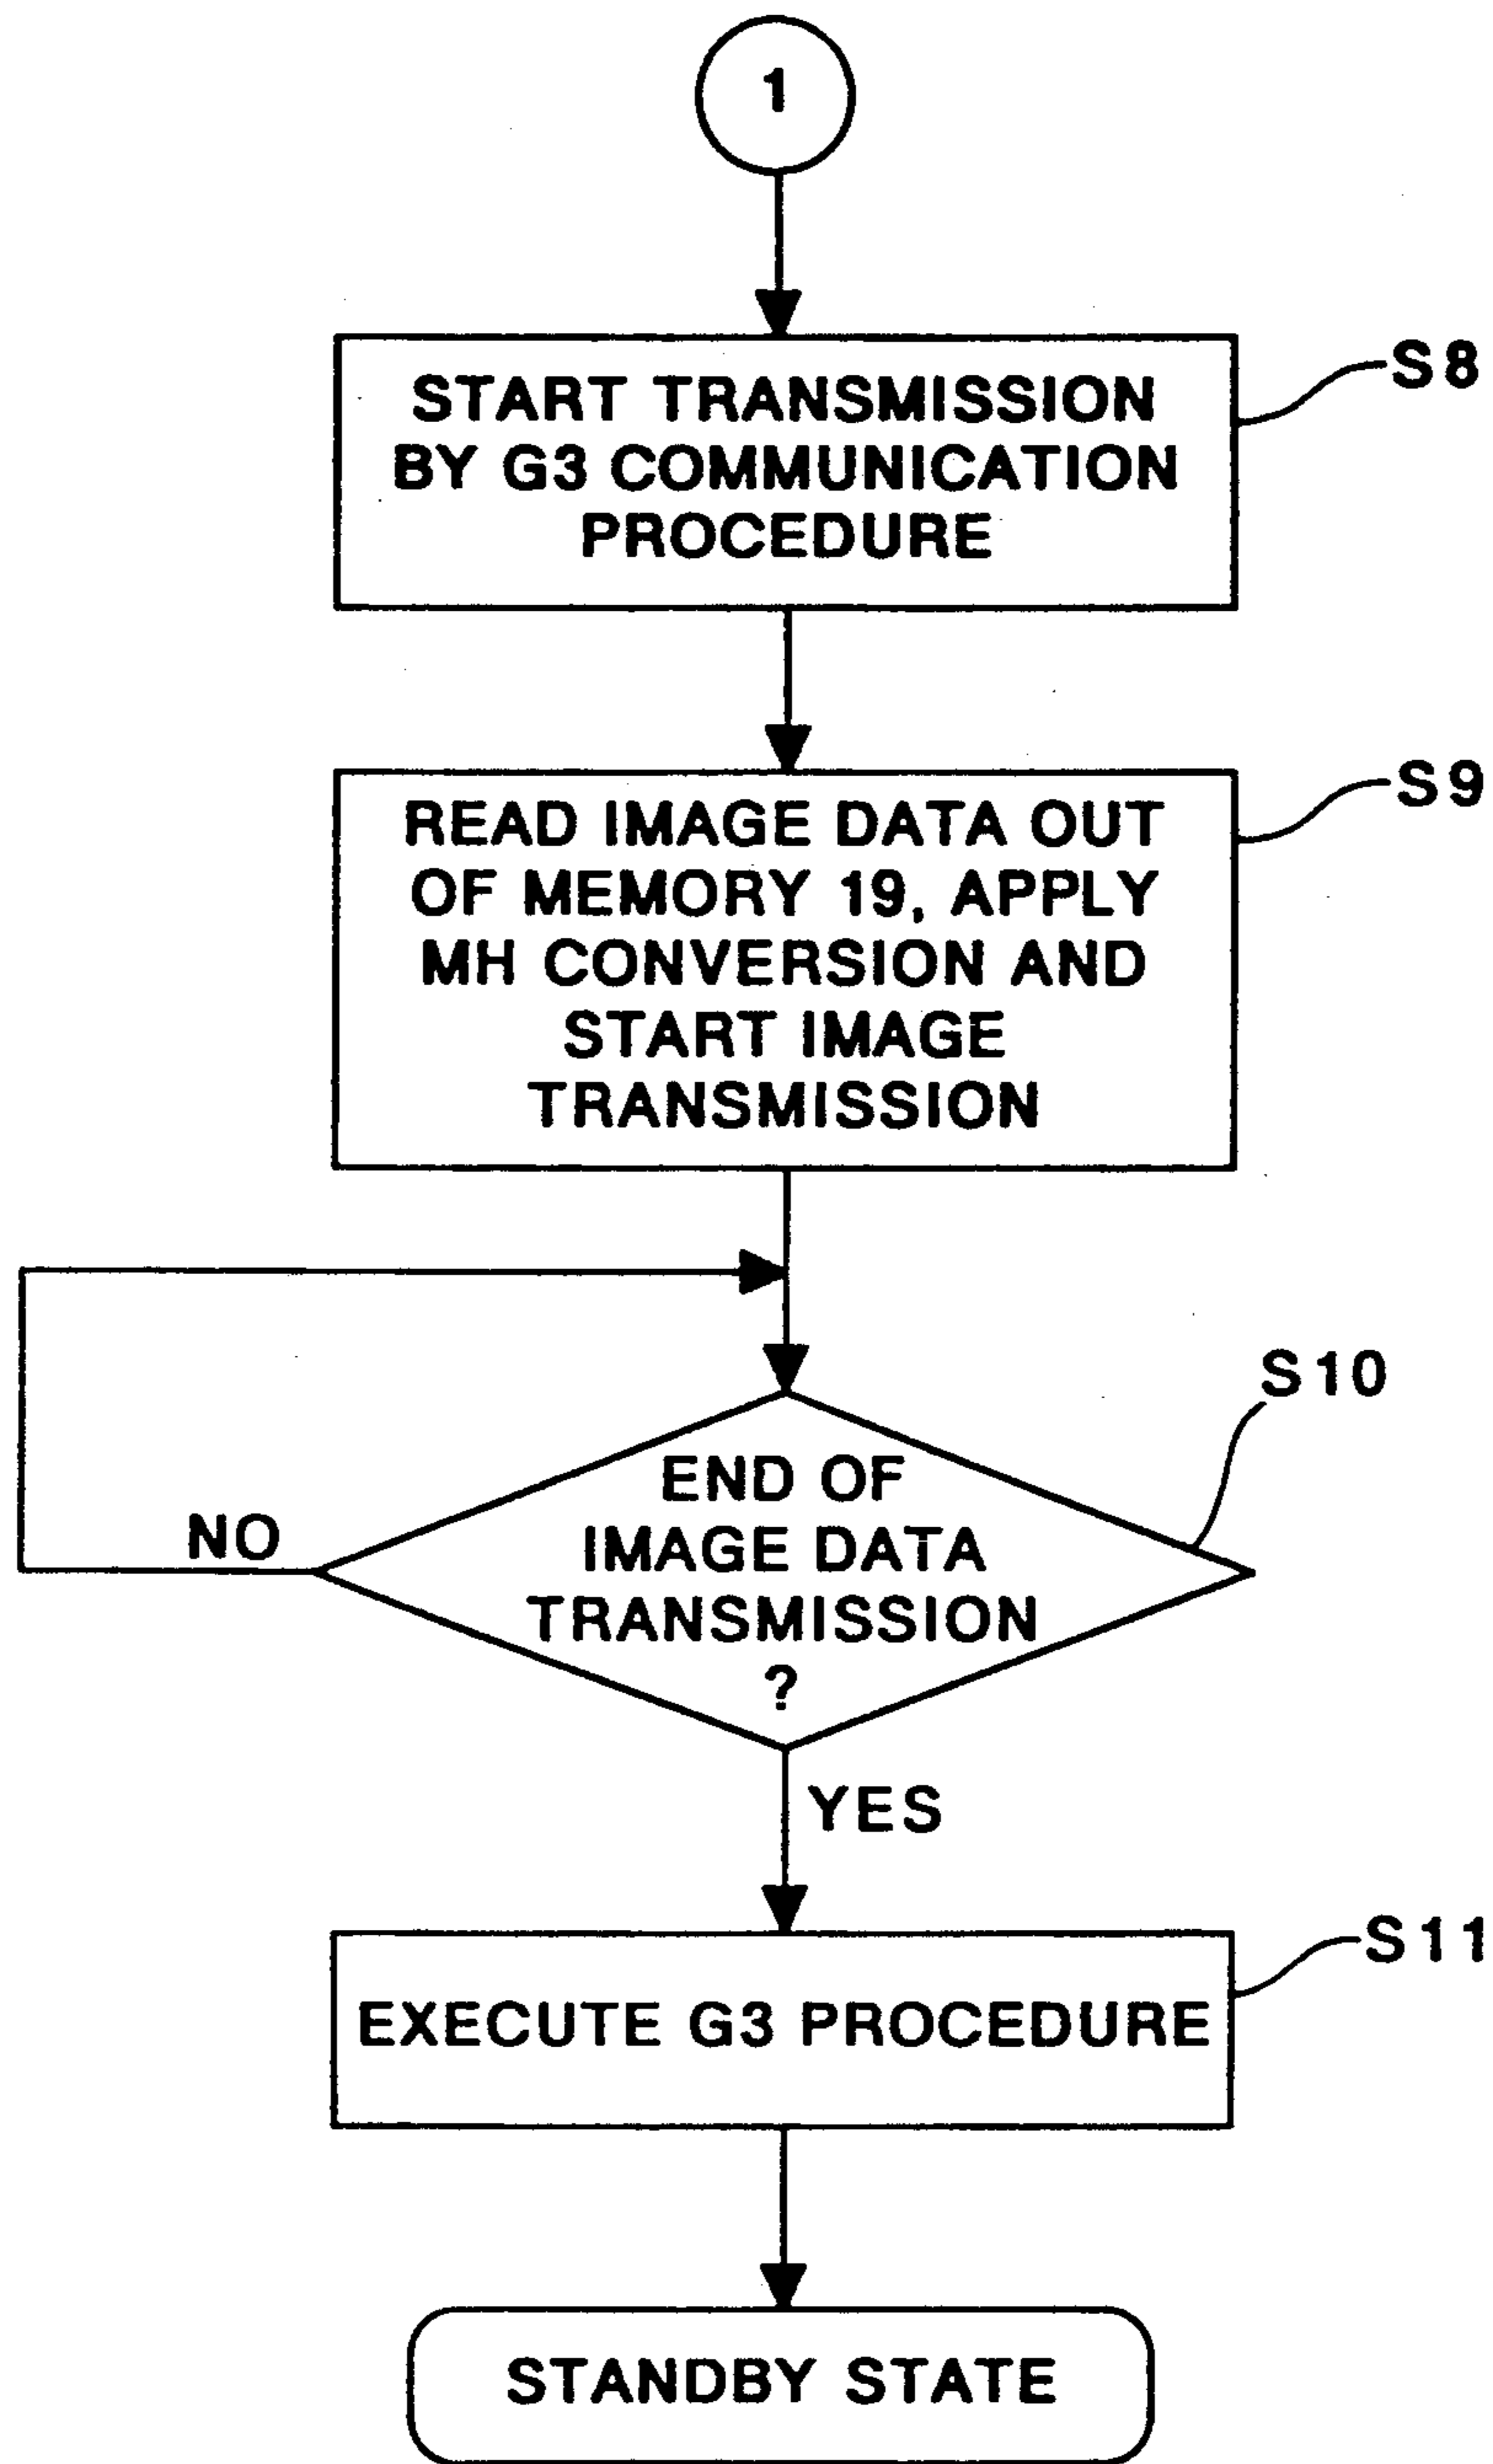 1
START TRANSMISSION
BY G3 COMMUNICATION
PROCEDURE
S8
READ IMAGE DATA OUT
OF MEMORY 19, APPLY
MH CONVERSION AND
START IMAGE
TRANSMISSION
S9
END OF
IMAGE DATA
TRANSMISSION
?
S10
NO
YES
EXECUTE G3 PROCEDURE
S11
STANDBY STATE